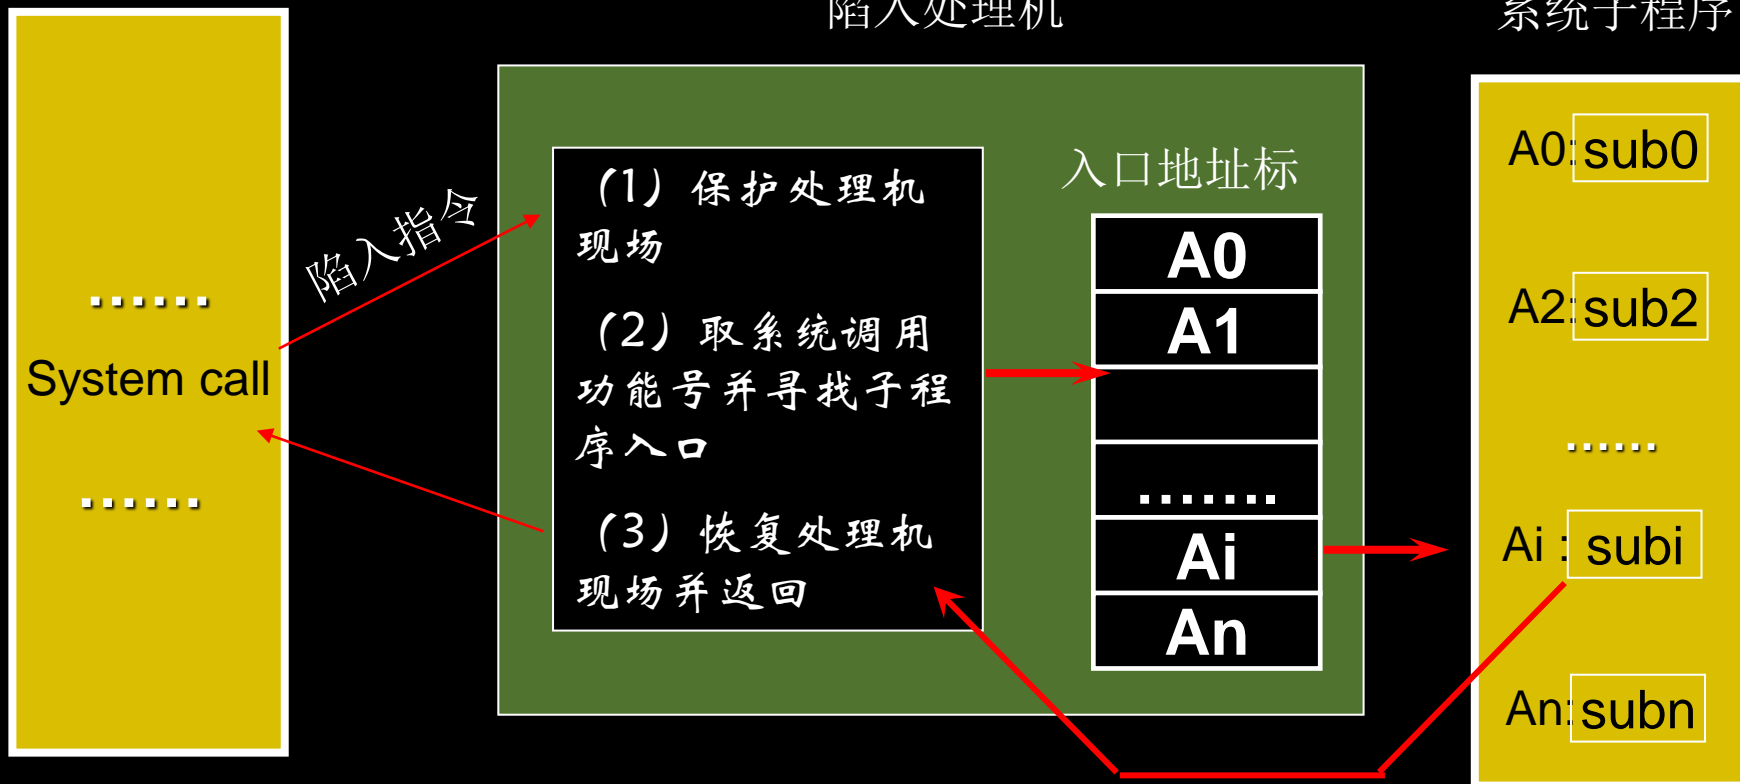 陷入处理机
系统子程序
......
System call
......
陷入指令
（1）保护处理机
现场
（2）取系统调用
功能号并寻找子程
序入口
（3）恢复处理机
现场并返回
入口地址标
A0
A1
.......
Ai
An
A0:sub0
A2:sub2
......
Ai : subi
An:subn